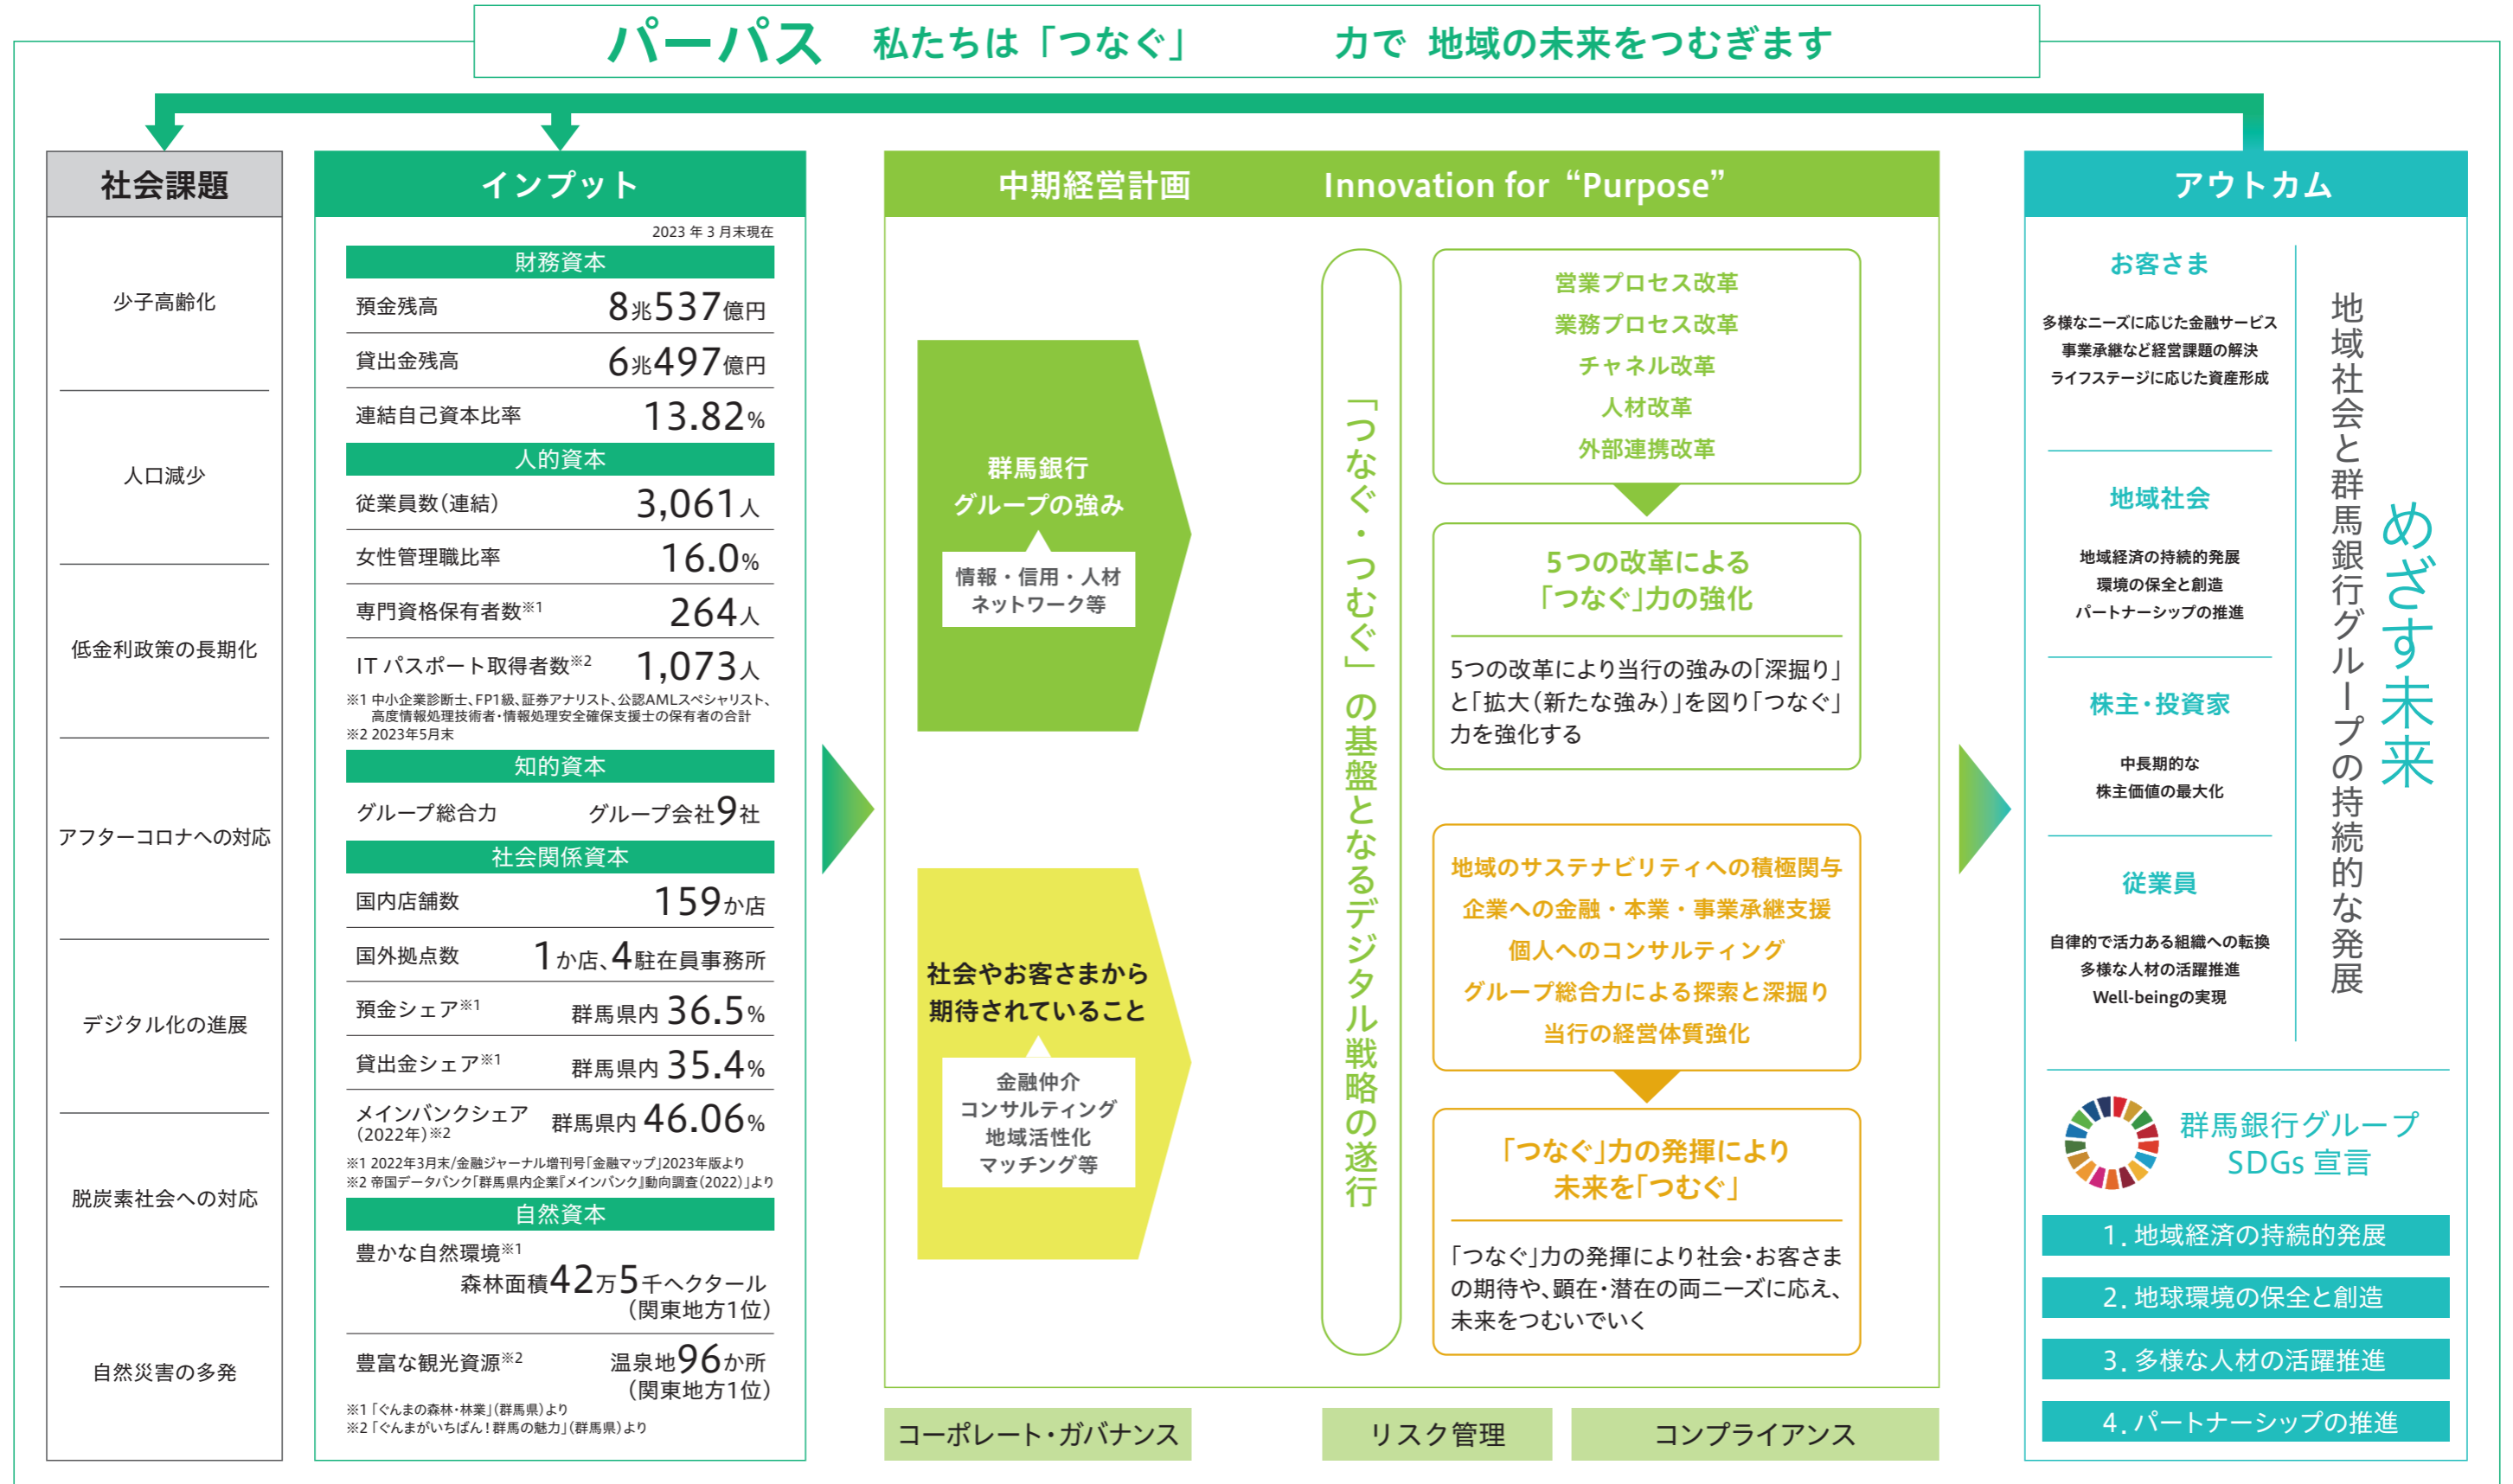 パーパス 私たちは「つなぐ」 力で 地域の未来をつむぎます
社会課題
少子高齢化
人口減少
低金利政策の長期化
アフターコロナへの対応
デジタル化の進展
脱炭素社会への対応
自然災害の多発
インプット
2023年3月末現在
財務資本
預金残高 8兆537億円
貸出金残高 6兆497億円
連結自己資本比率 13.82%
人的資本
従業員数(連結) 3,061人
女性管理職比率 16.0%
専門資格保有者数※1 264人
ITパスポート取得者数※2 1,073人
※1 中小企業診断士、FP1級、証券アナリスト、公認AMLスペシャリスト、
高度情報処理技術者・情報処理安全確保支援士の保有者の合計
※2 2023年5月末
知的資本
グループ総合力 グループ会社9社
社会関係資本
国内店舗数 159か店
国外拠点数 1か店、4駐在員事務所
預金シェア※1 群馬県内 36.5%
貸出金シェア※1 群馬県内 35.4%
メインバンクシェア
(2022年)※2 群馬県内 46.06%
※1 2022年3月末/金融ジャーナル増刊号「金融マップ」2023年版より
※2 帝国データバンク「群馬県内企業『メインバンク』動向調査(2022)」より
自然資本
豊かな自然環境※1
森林面積42万5千ヘクタール
(関東地方1位)
豊富な観光資源※2 温泉地96か所
(関東地方1位)
※1「ぐんまの森林・林業」(群馬県)より
※2「ぐんまがいちばん!群馬の魅力」(群馬県)より
中期経営計画 Innovation for “Purpose”
群馬銀行
グループの強み
情報・信用・人材
ネットワーク等
社会やお客さまから
期待されていること
金融仲介
コンサルティング
地域活性化
マッチング等
「つなぐ・つむぐ」の基盤となるデジタル戦略の遂行
営業プロセス改革
業務プロセス改革
チャネル改革
人材改革
外部連携改革
5つの改革による
「つなぐ」力の強化
5つの改革により当行の強みの「深掘り」
と「拡大(新たな強み)」を図り「つなぐ」
力を強化する
地域のサステナビリティへの積極関与
企業への金融・本業・事業承継支援
個人へのコンサルティング
グループ総合力による探索と深掘り
当行の経営体質強化
「つなぐ」力の発揮により
未来を「つむぐ」
「つなぐ」力の発揮により社会・お客さま
の期待や、顕在・潜在の両ニーズに応え、
未来をつむいでいく
コーポレート・ガバナンス
リスク管理
コンプライアンス
アウトカム
お客さま
多様なニーズに応じた金融サービス
事業承継など経営課題の解決
ライフステージに応じた資産形成
地域社会
地域経済の持続的発展
環境の保全と創造
パートナーシップの推進
株主・投資家
中長期的な
株主価値の最大化
従業員
自律的で活力ある組織への転換
多様な人材の活躍推進
Well-beingの実現
めざす未来
地域社会と群馬銀行グループの持続的な発展
群馬銀行グループ
SDGs 宣言
1. 地域経済の持続的発展
2. 地球環境の保全と創造
3. 多様な人材の活躍推進
4. パートナーシップの推進